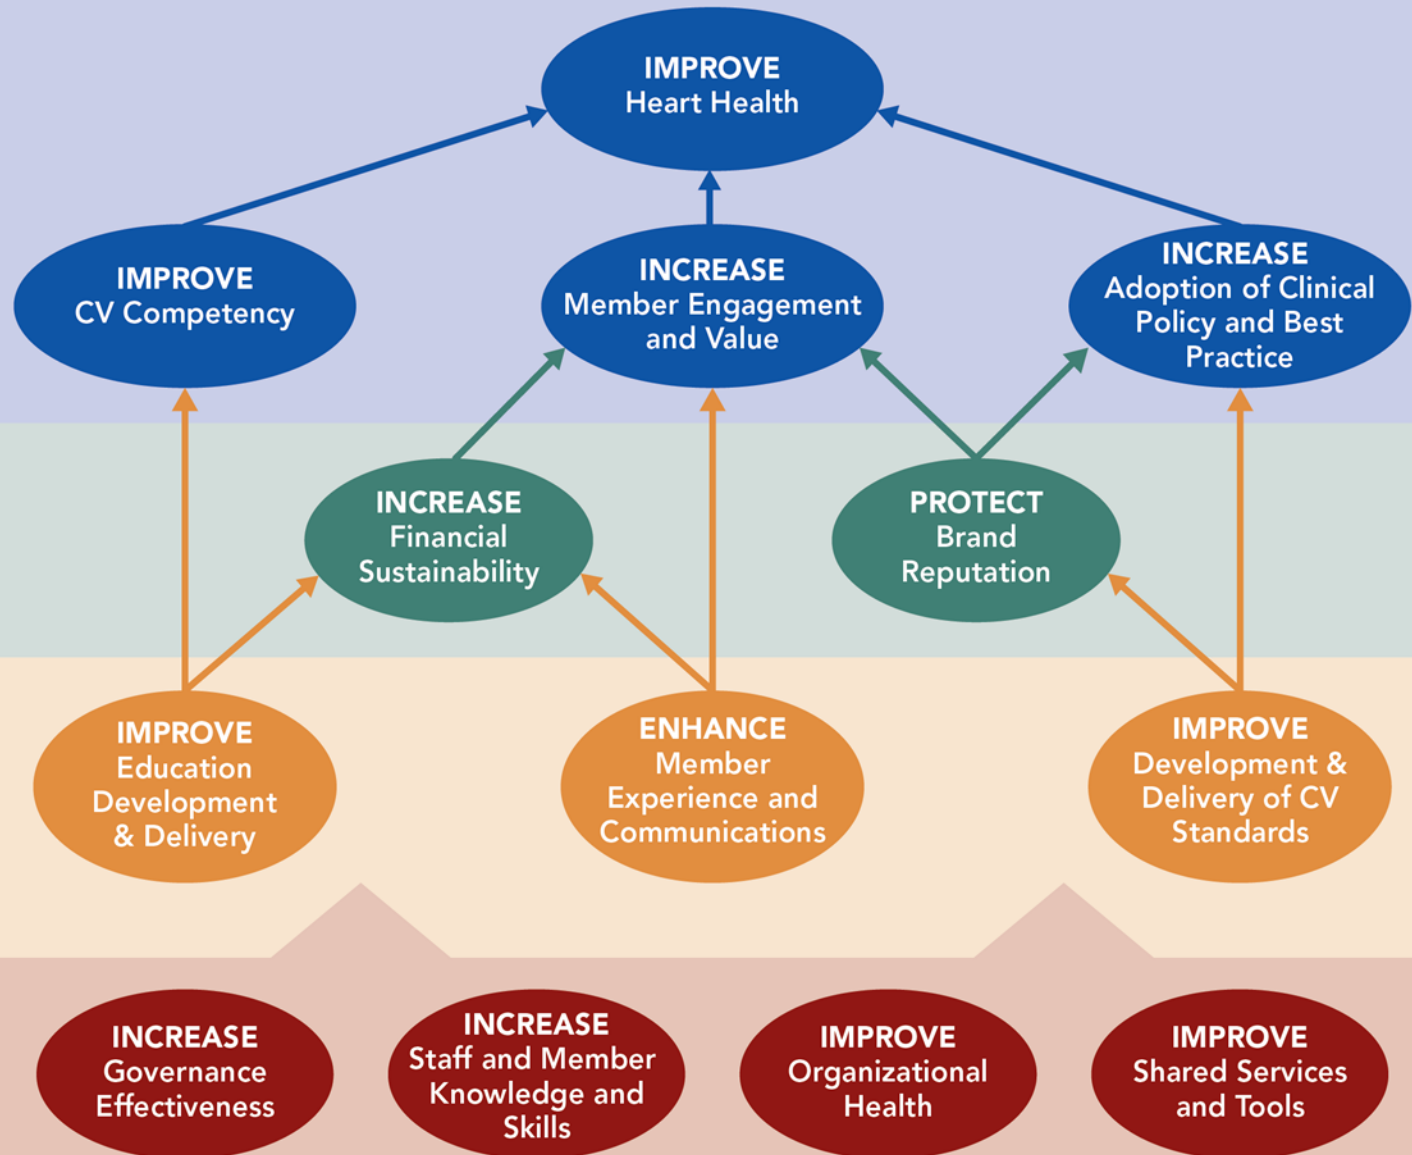 IMPROVE
Heart Health
IMPROVE
CV Competency
INCREASE
Member Engagement
and Value
INCREASE
Adoption of Clinical
Policy and Best
Practice
INCREASE
Financial
Sustainability
PROTECT
Brand
Reputation
IMPROVE
Education
Development
& Delivery
ENHANCE
Member
Experience and
Communications
IMPROVE
Development &
Delivery of CV
Standards
INCREASE
Governance
Effectiveness
INCREASE
Staff and Member
Knowledge and
Skills
IMPROVE
Organizational
Health
IMPROVE
Shared Services
and Tools